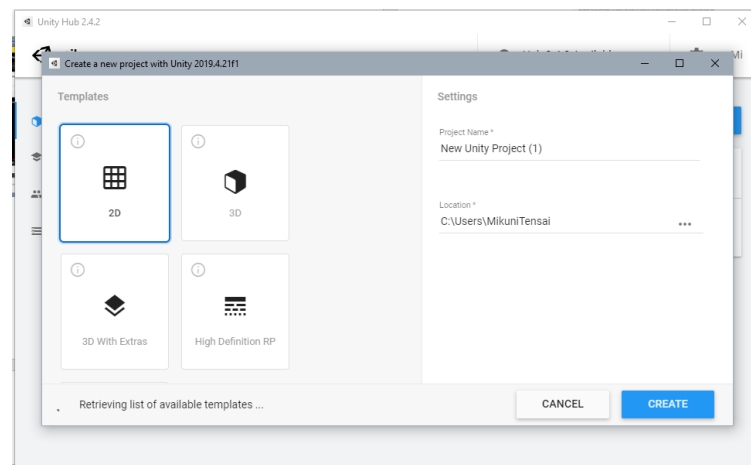 Unity Hub 2.4.2
Create a new project with Unity 2019.4.21f1
Mi
Templates
Settings
Project Name *
New Unity Project (1)
2D
3D
Location *
C:\Users\MikuniTensai
...
3D With Extras
High Definition RP
Retrieving list of available templates ...
CANCEL
CREATE